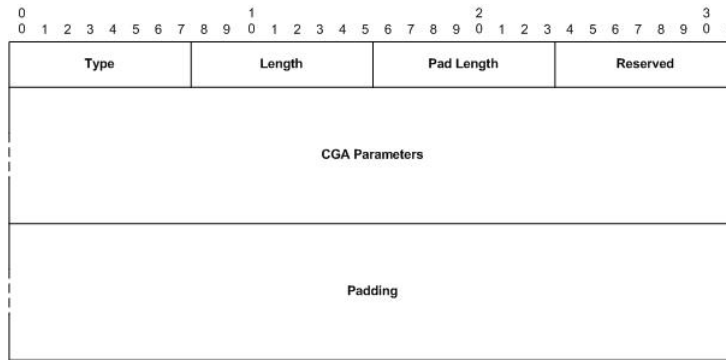 0 1 2 3
0 1 2 3 4 5 6 7 8 9 0 1 2 3 4 5 6 7 8 9 0 1 2 3 4 5 6 7 8 9 0
Type Length Pad Length Reserved
CGA Parameters
Padding